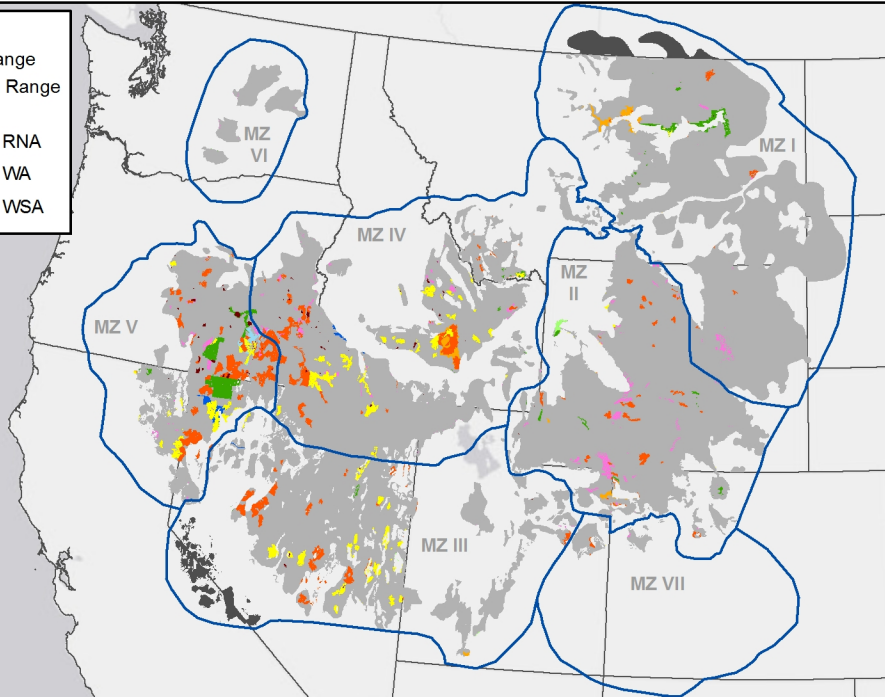 ange
Range
RNA
WA
WSA
MZ
VI
MZ I
MZ IV
MZ
II
MZ V
MZ III
MZ VII